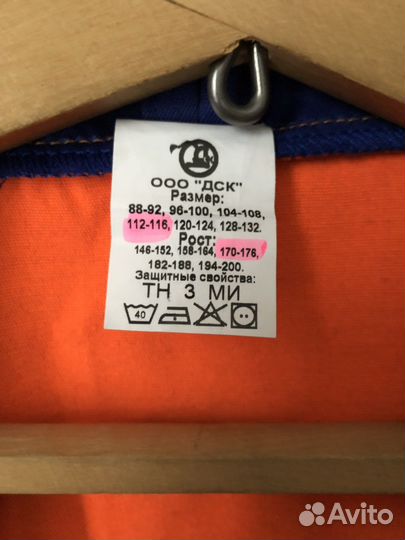 ООО "ДСК"
Размер:
88-92, 96-100, 104-108,
112-116, 120-124, 128-132.
Рост:
146-152, 158-164, 170-176,
182-188, 194-200.
Защитные свойства:
ТН З МИ
40
Avito